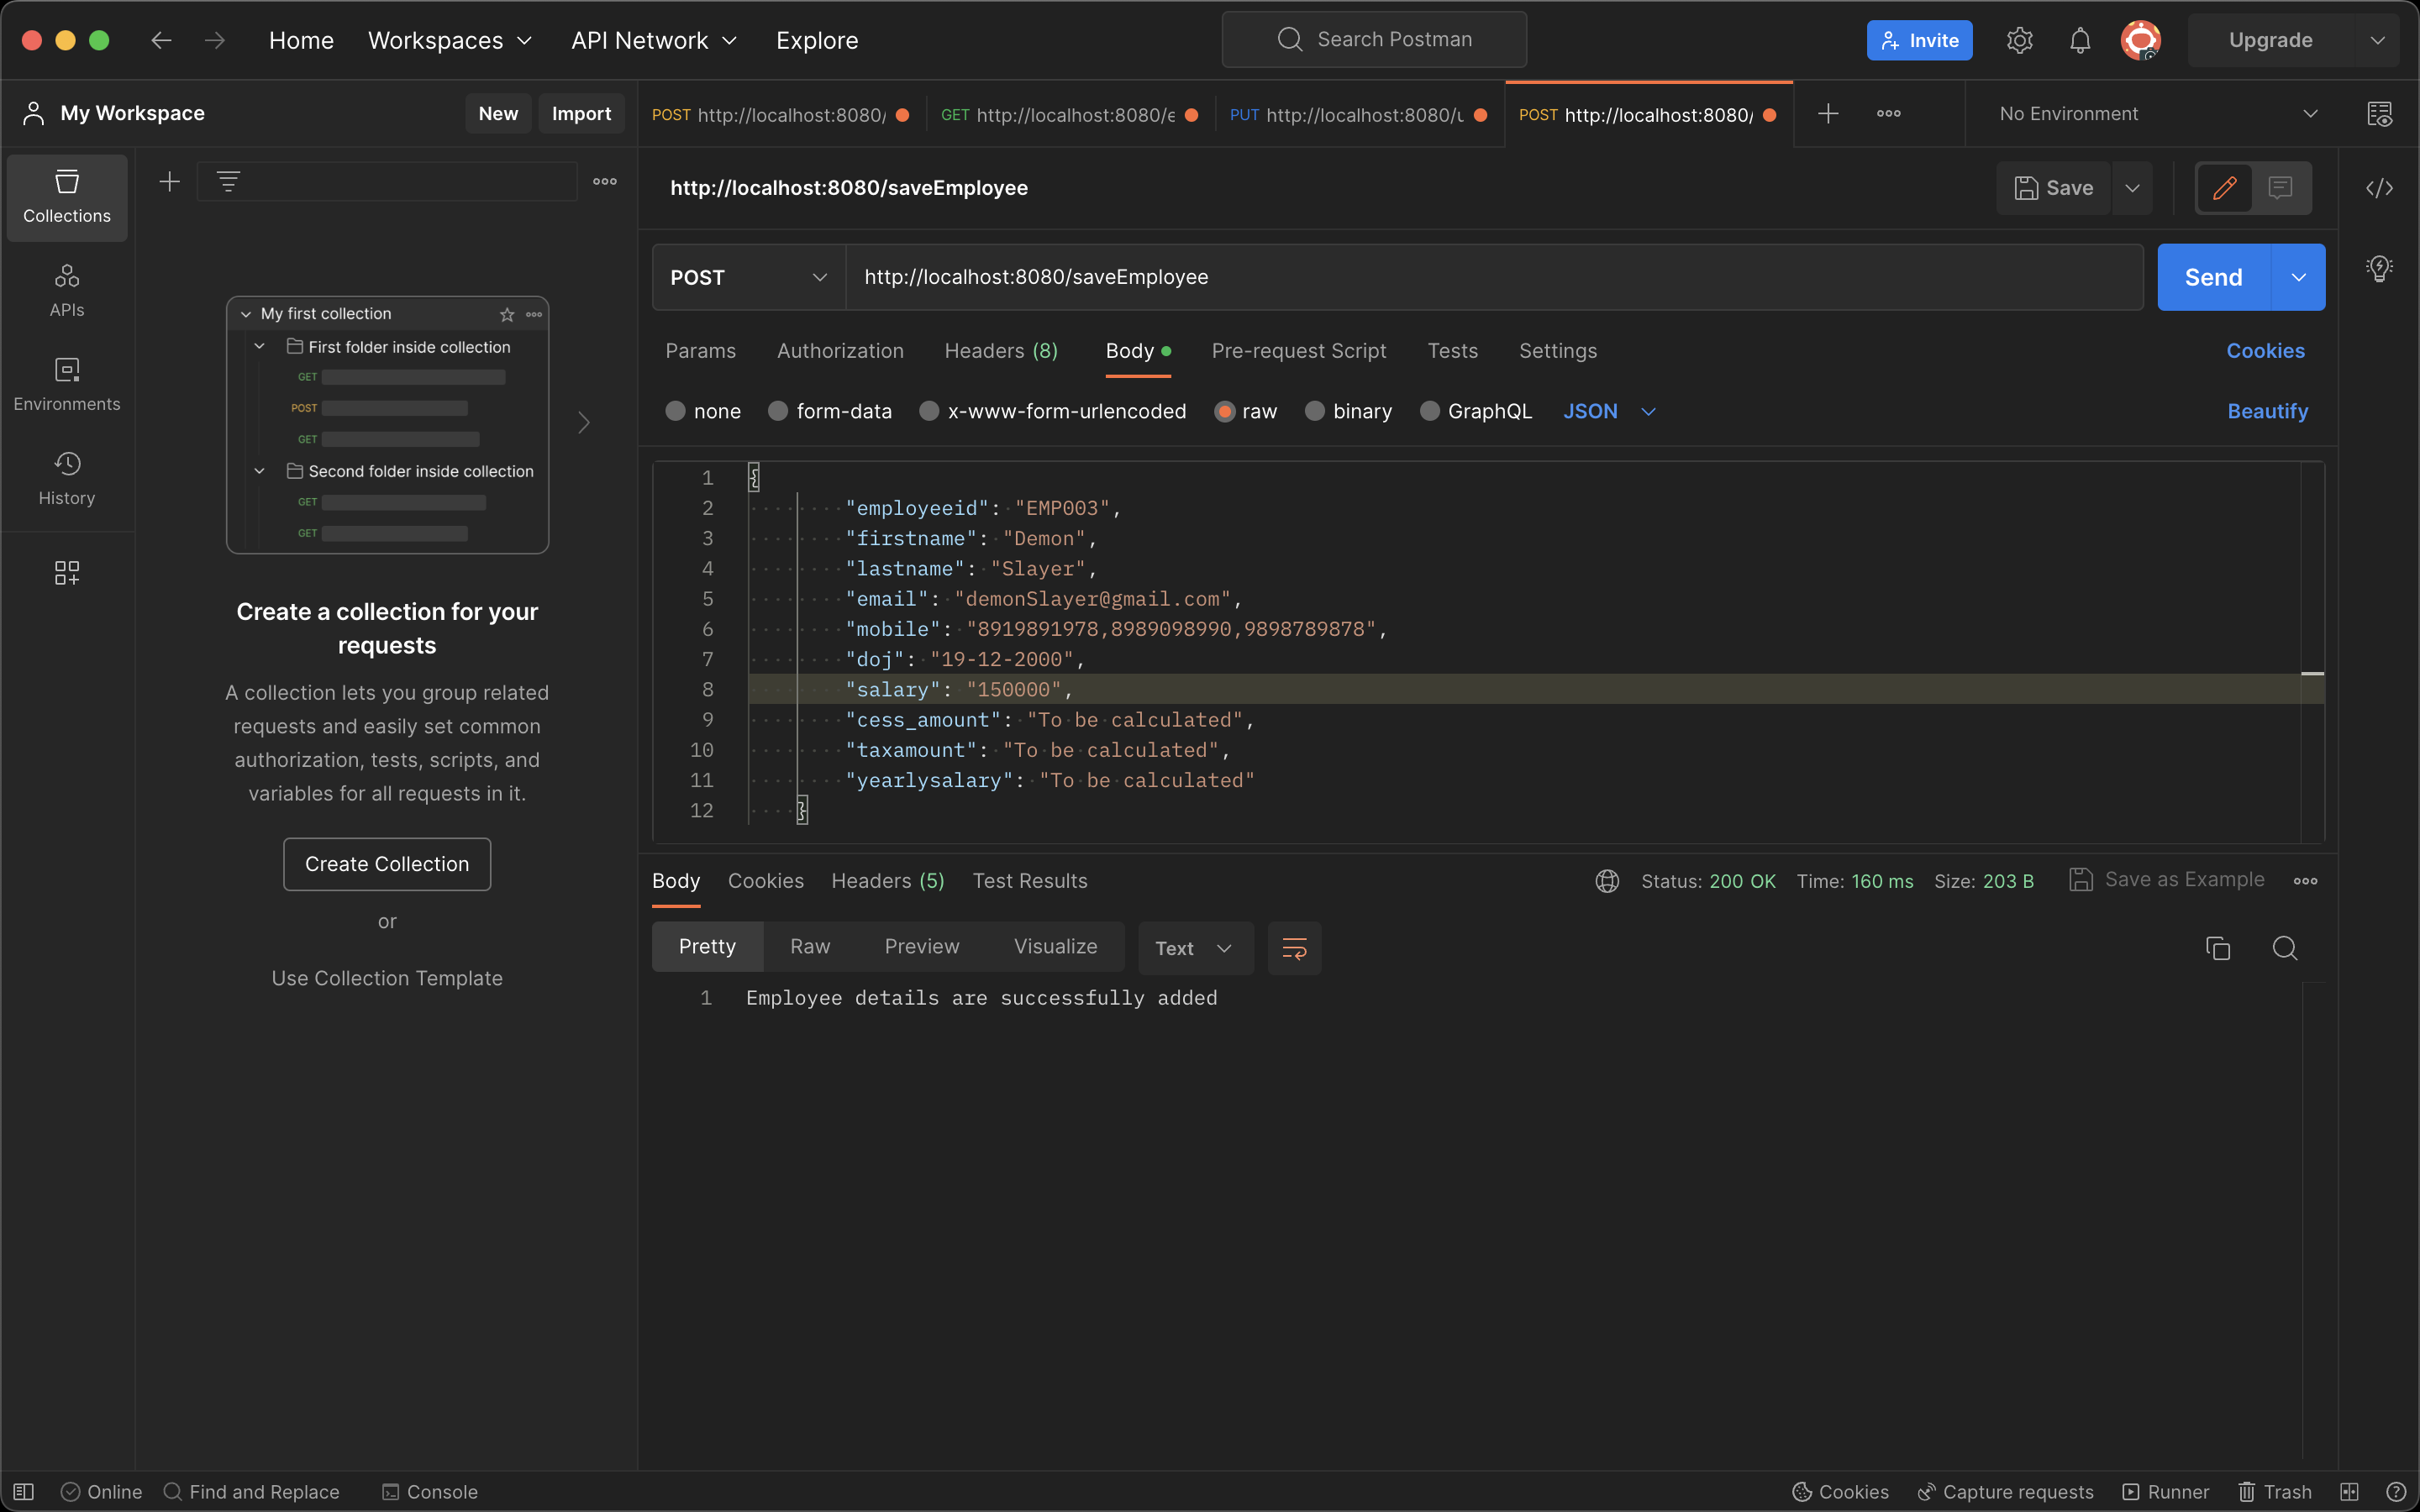 Home Workspaces API Network Explore Search Postman Invite Upgrade
My Workspace New Import
POST http://localhost:8080/ GET http://localhost:8080/e PUT http://localhost:8080/u POST http://localhost:8080/ No Environment
Collections
APIs
Environments
History
My first collection
First folder inside collection
GET
POST
GET
Second folder inside collection
GET
GET
Create a collection for your
requests
A collection lets you group related
requests and easily set common
authorization, tests, scripts, and
variables for all requests in it.
Create Collection
or
Use Collection Template
http://localhost:8080/saveEmployee Save
POST http://localhost:8080/saveEmployee Send
Params Authorization Headers (8) Body Pre-request Script Tests Settings Cookies
none form-data x-www-form-urlencoded raw binary GraphQL JSON Beautify
1 {
2 "employeeid": "EMP003",
3 "firstname": "Demon",
4 "lastname": "Slayer",
5 "email": "demonSlayer@gmail.com",
6 "mobile": "8919891978,8989098990,9898789878",
7 "doj": "19-12-2000",
8 "salary": "150000",
9 "cess_amount": "To be calculated",
10 "taxamount": "To be calculated",
11 "yearlysalary": "To be calculated"
12 }
Body Cookies Headers (5) Test Results Status: 200 OK Time: 160 ms Size: 203 B Save as Example
Pretty Raw Preview Visualize Text
1 Employee details are successfully added
Online Find and Replace Console Cookies Capture requests Runner Trash